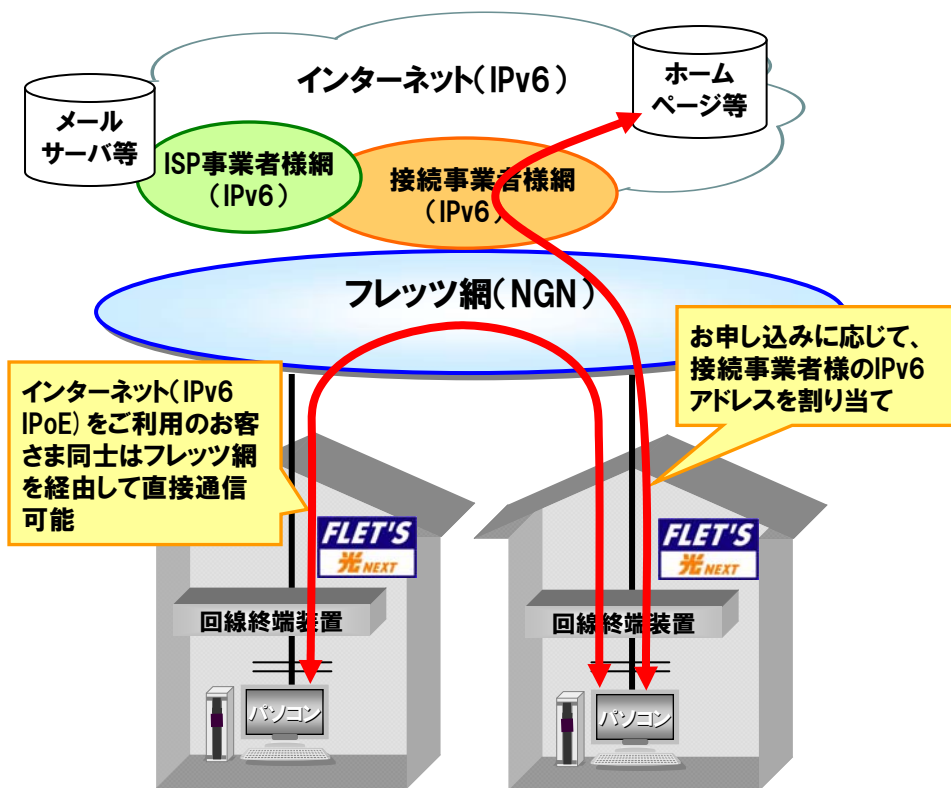 インターネット(IPv6)
ホーム
ページ等
メール
サーバ等
ISP事業者様網
(IPv6)
接続事業者様網
(IPv6)
フレッツ網(NGN)
お申し込みに応じて、
接続事業者様のIPv6
アドレスを割り当て
インターネット(IPv6
IPoE)をご利用のお客
さま同士はフレッツ網
を経由して直接通信
可能
FLET'S
光NEXT
回線終端装置
パソコン
FLET'S
光NEXT
回線終端装置
パソコン